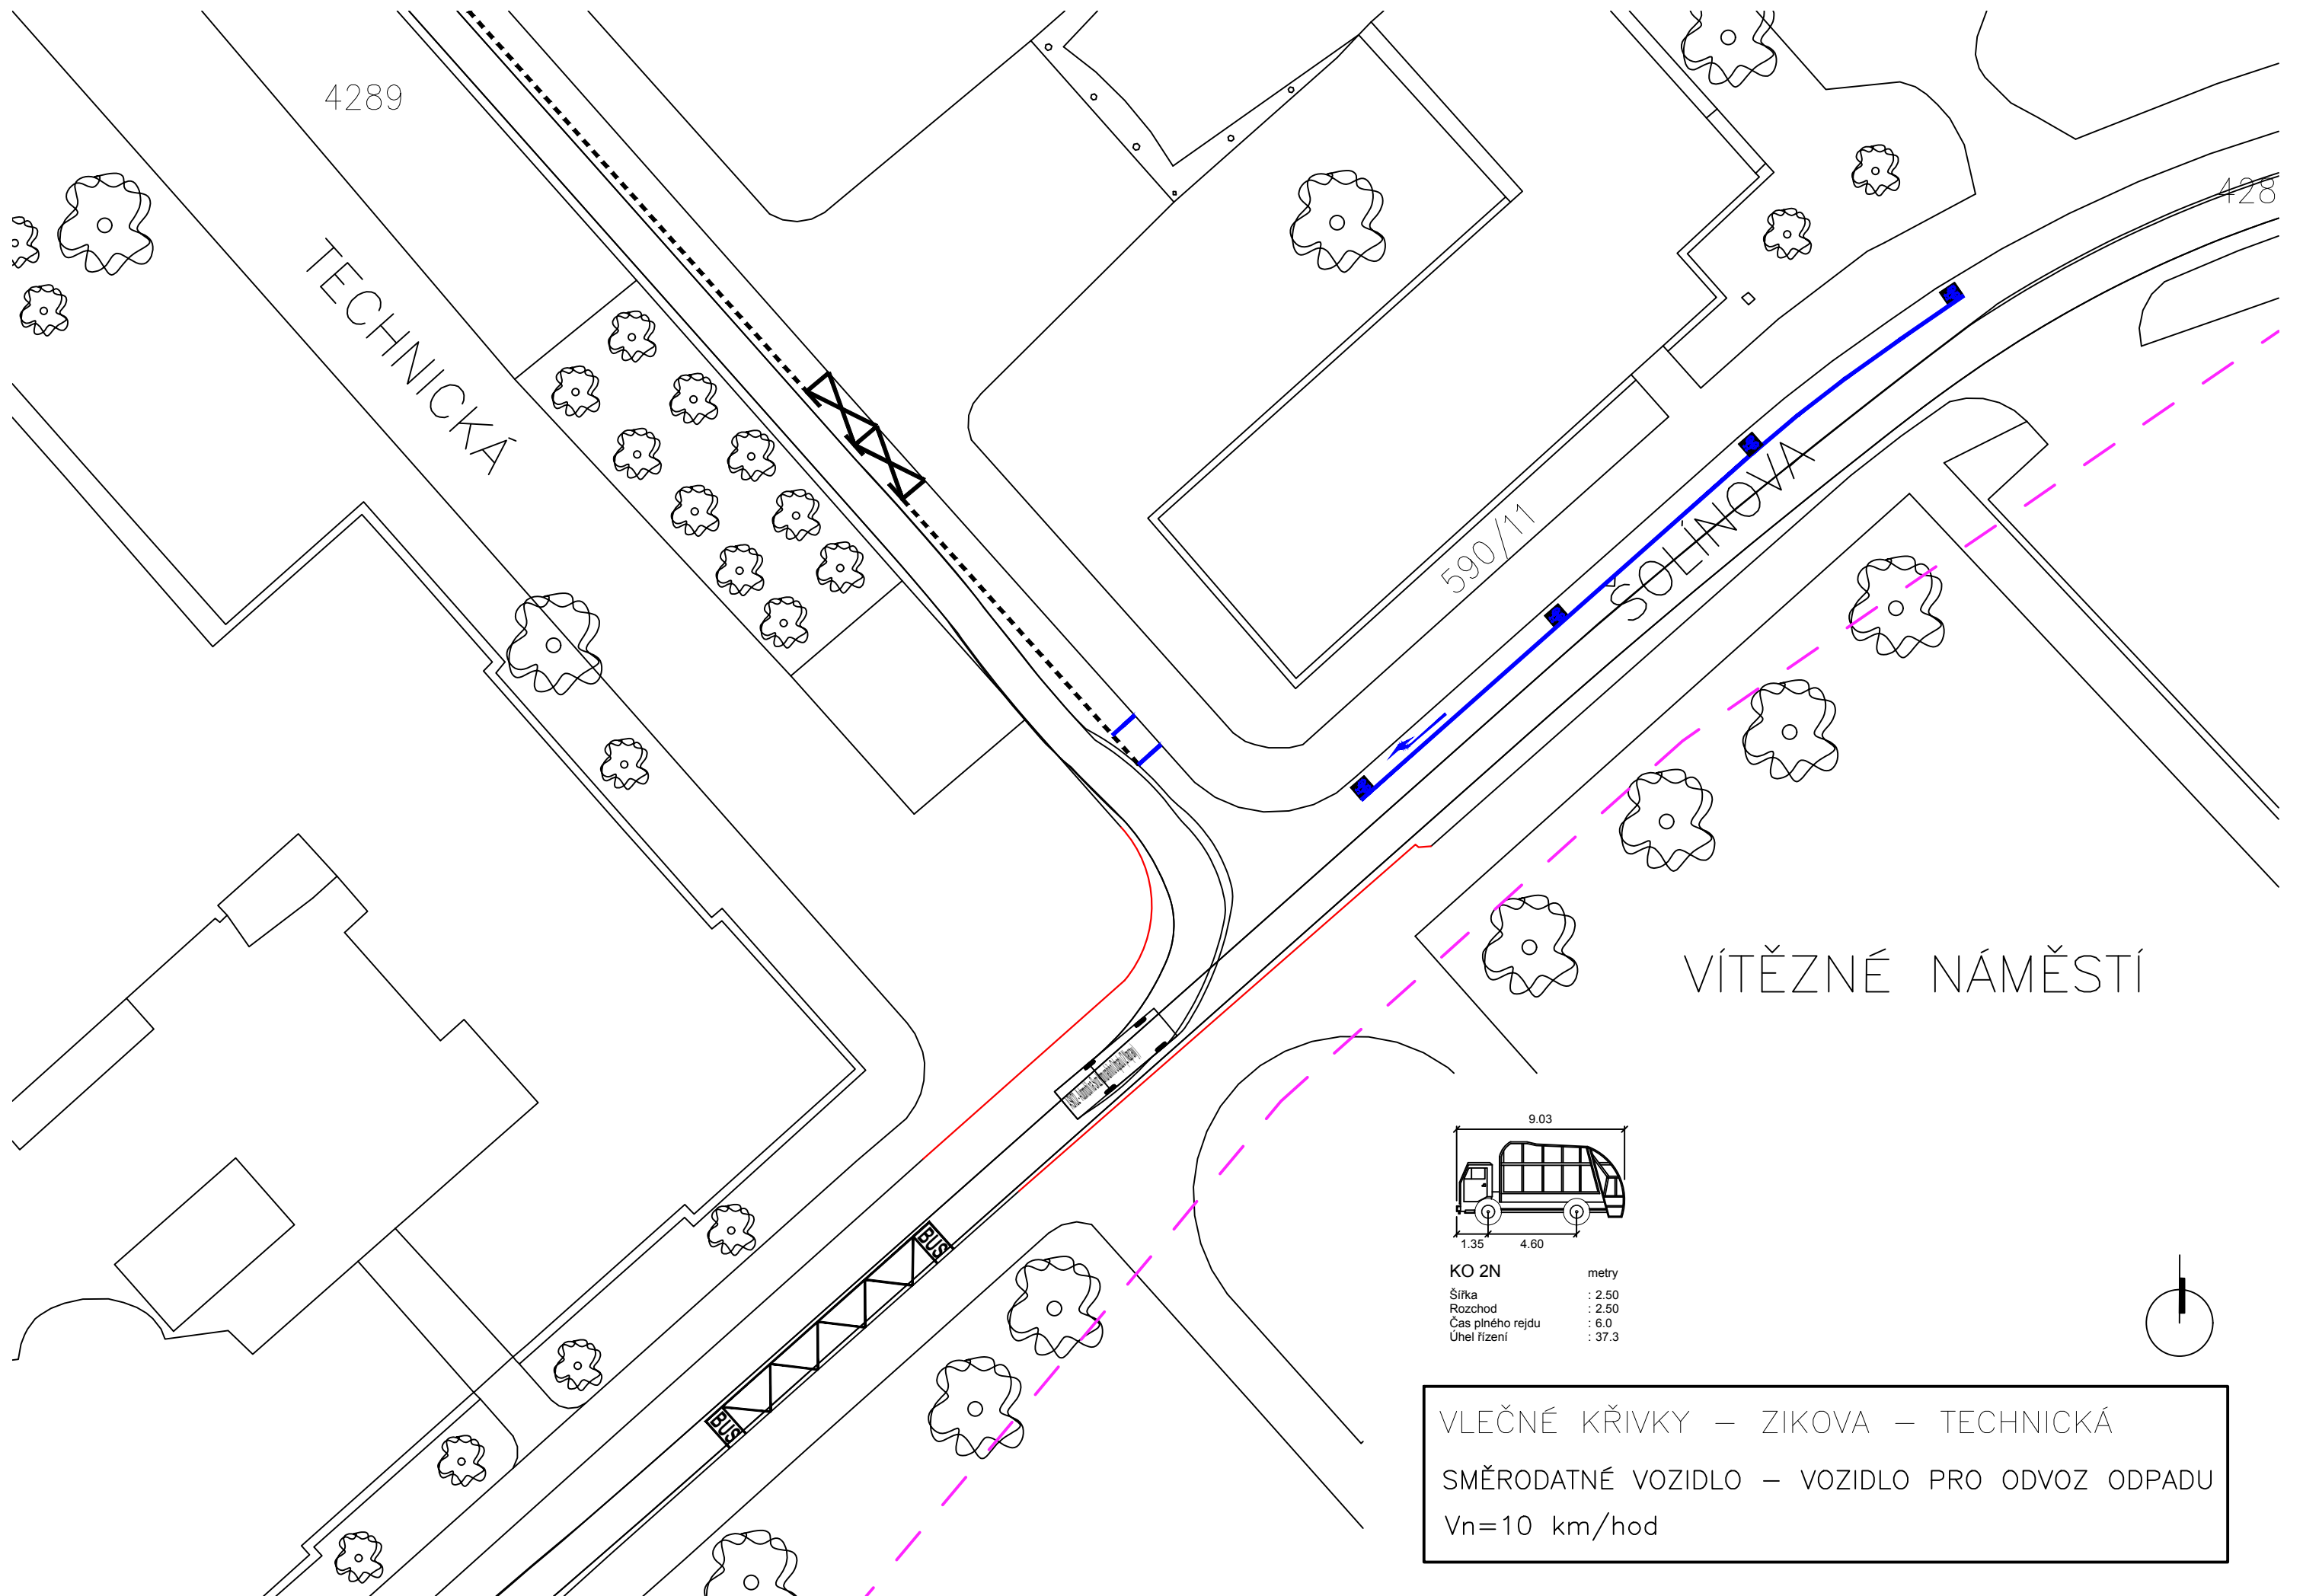 4289
428
TECHNICKÁ
590/11
ŠOLÍNOVA
VÍTĚZNÉ NÁMĚSTÍ
BUS
BUS
9.03
1.35 4.60
KO 2N metry
Šířka : 2.50
Rozchod : 2.50
Čas plného rejdu : 6.0
Úhel řízení : 37.3
VLEČNÉ KŘIVKY – ZIKOVA – TECHNICKÁ
SMĚRODATNÉ VOZIDLO – VOZIDLO PRO ODVOZ ODPADU
Vn=10 km/hod